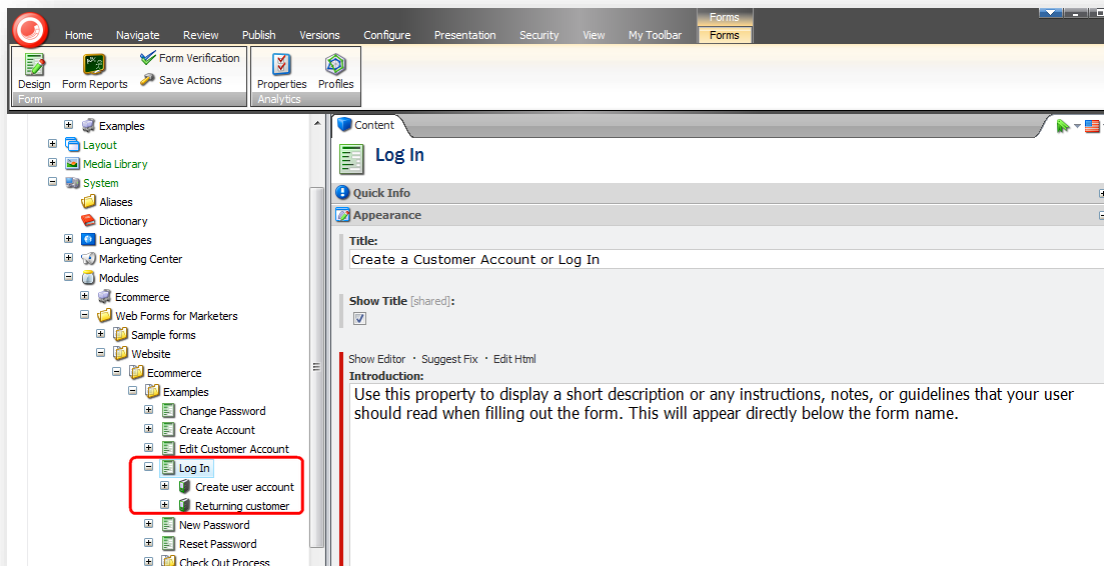 Forms
Home Navigate Review Publish Versions Configure Presentation Security View My Toolbar Forms
Design Form Reports Form Verification Save Actions Properties Profiles
Form Analytics
Examples
Layout
Media Library
System
Aliases
Dictionary
Languages
Marketing Center
Modules
Ecommerce
Web Forms for Marketers
Sample forms
Website
Ecommerce
Examples
Change Password
Create Account
Edit Customer Account
Log In
Create user account
Returning customer
New Password
Reset Password
Check Out Process
Content
Log In
Quick Info
Appearance
Title:
Create a Customer Account or Log In
Show Title [shared]:
Show Editor · Suggest Fix · Edit Html
Introduction:
Use this property to display a short description or any instructions, notes, or guidelines that your user
should read when filling out the form. This will appear directly below the form name.